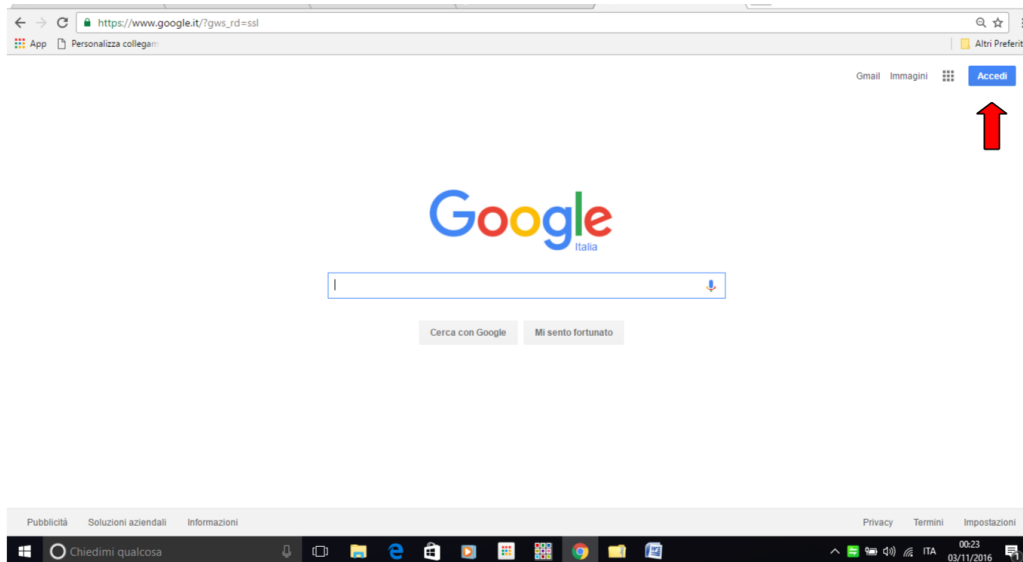 https://www.google.it/?gws_rd=ssl
App Personalizza collegam Altri Preferit
Gmail Immagini Accedi
Google
Italia
Cerca con Google Mi sento fortunato
Pubblicità Soluzioni aziendali Informazioni Privacy Termini Impostazioni
Chiedimi qualcosa ITA 00:23
03/11/2016